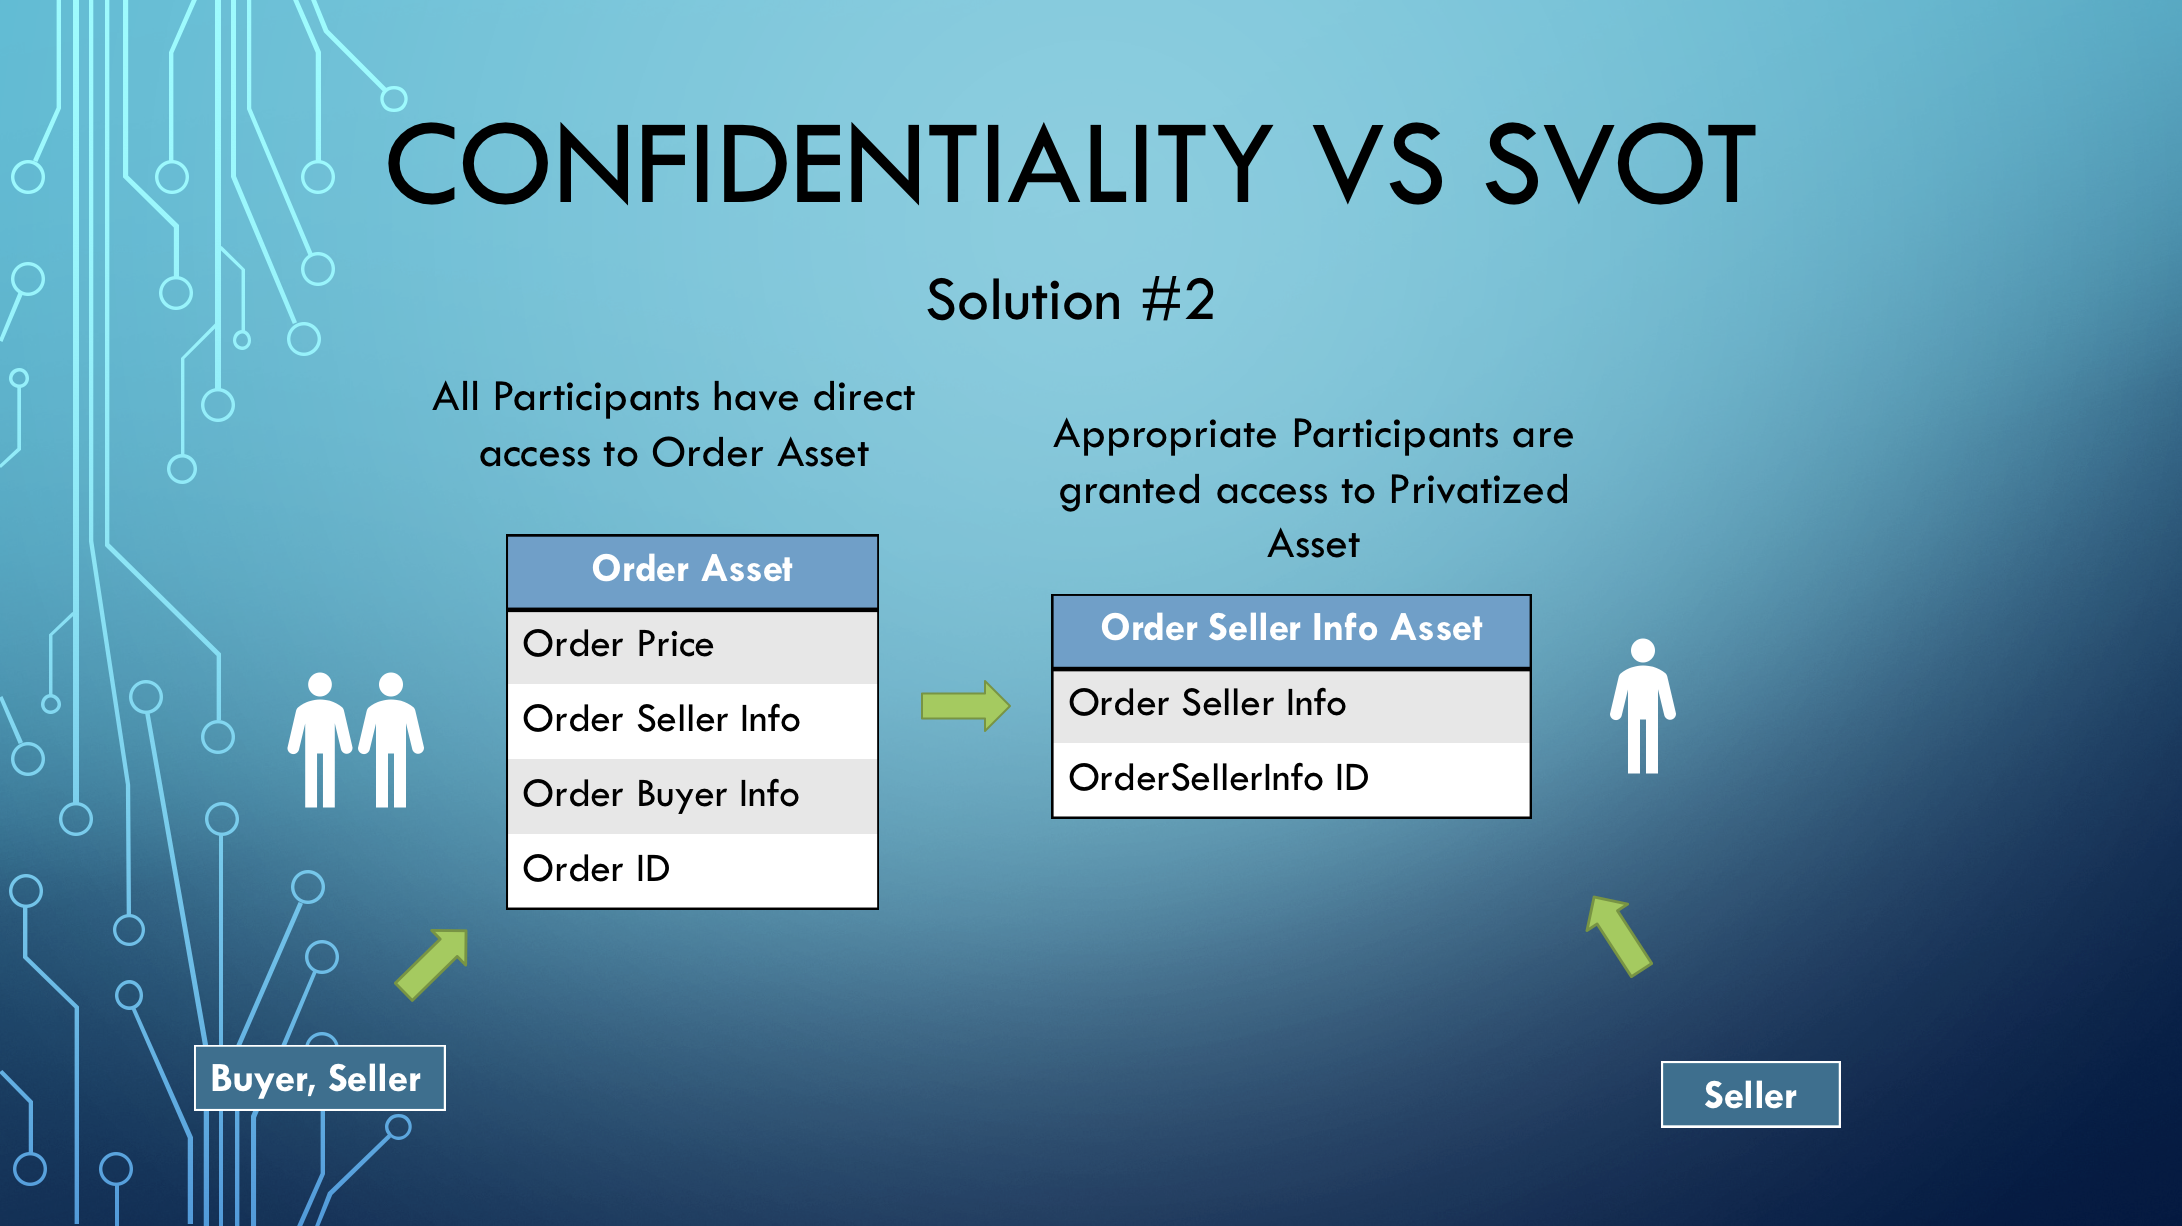 CONFIDENTIALITY VS SVOT
Solution #2
All Participants have direct
access to Order Asset
Appropriate Participants are
granted access to Privatized
Asset
Order Asset
Order Price
Order Seller Info
Order Buyer Info
Order ID
Order Seller Info Asset
Order Seller Info
OrderSellerInfo ID
Buyer, Seller
Seller